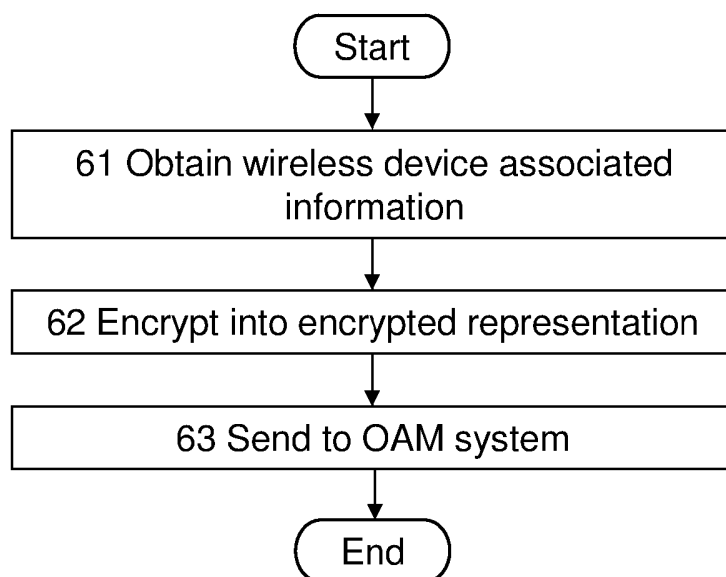 Start
61 Obtain wireless device associated
information
62 Encrypt into encrypted representation
63 Send to OAM system
End